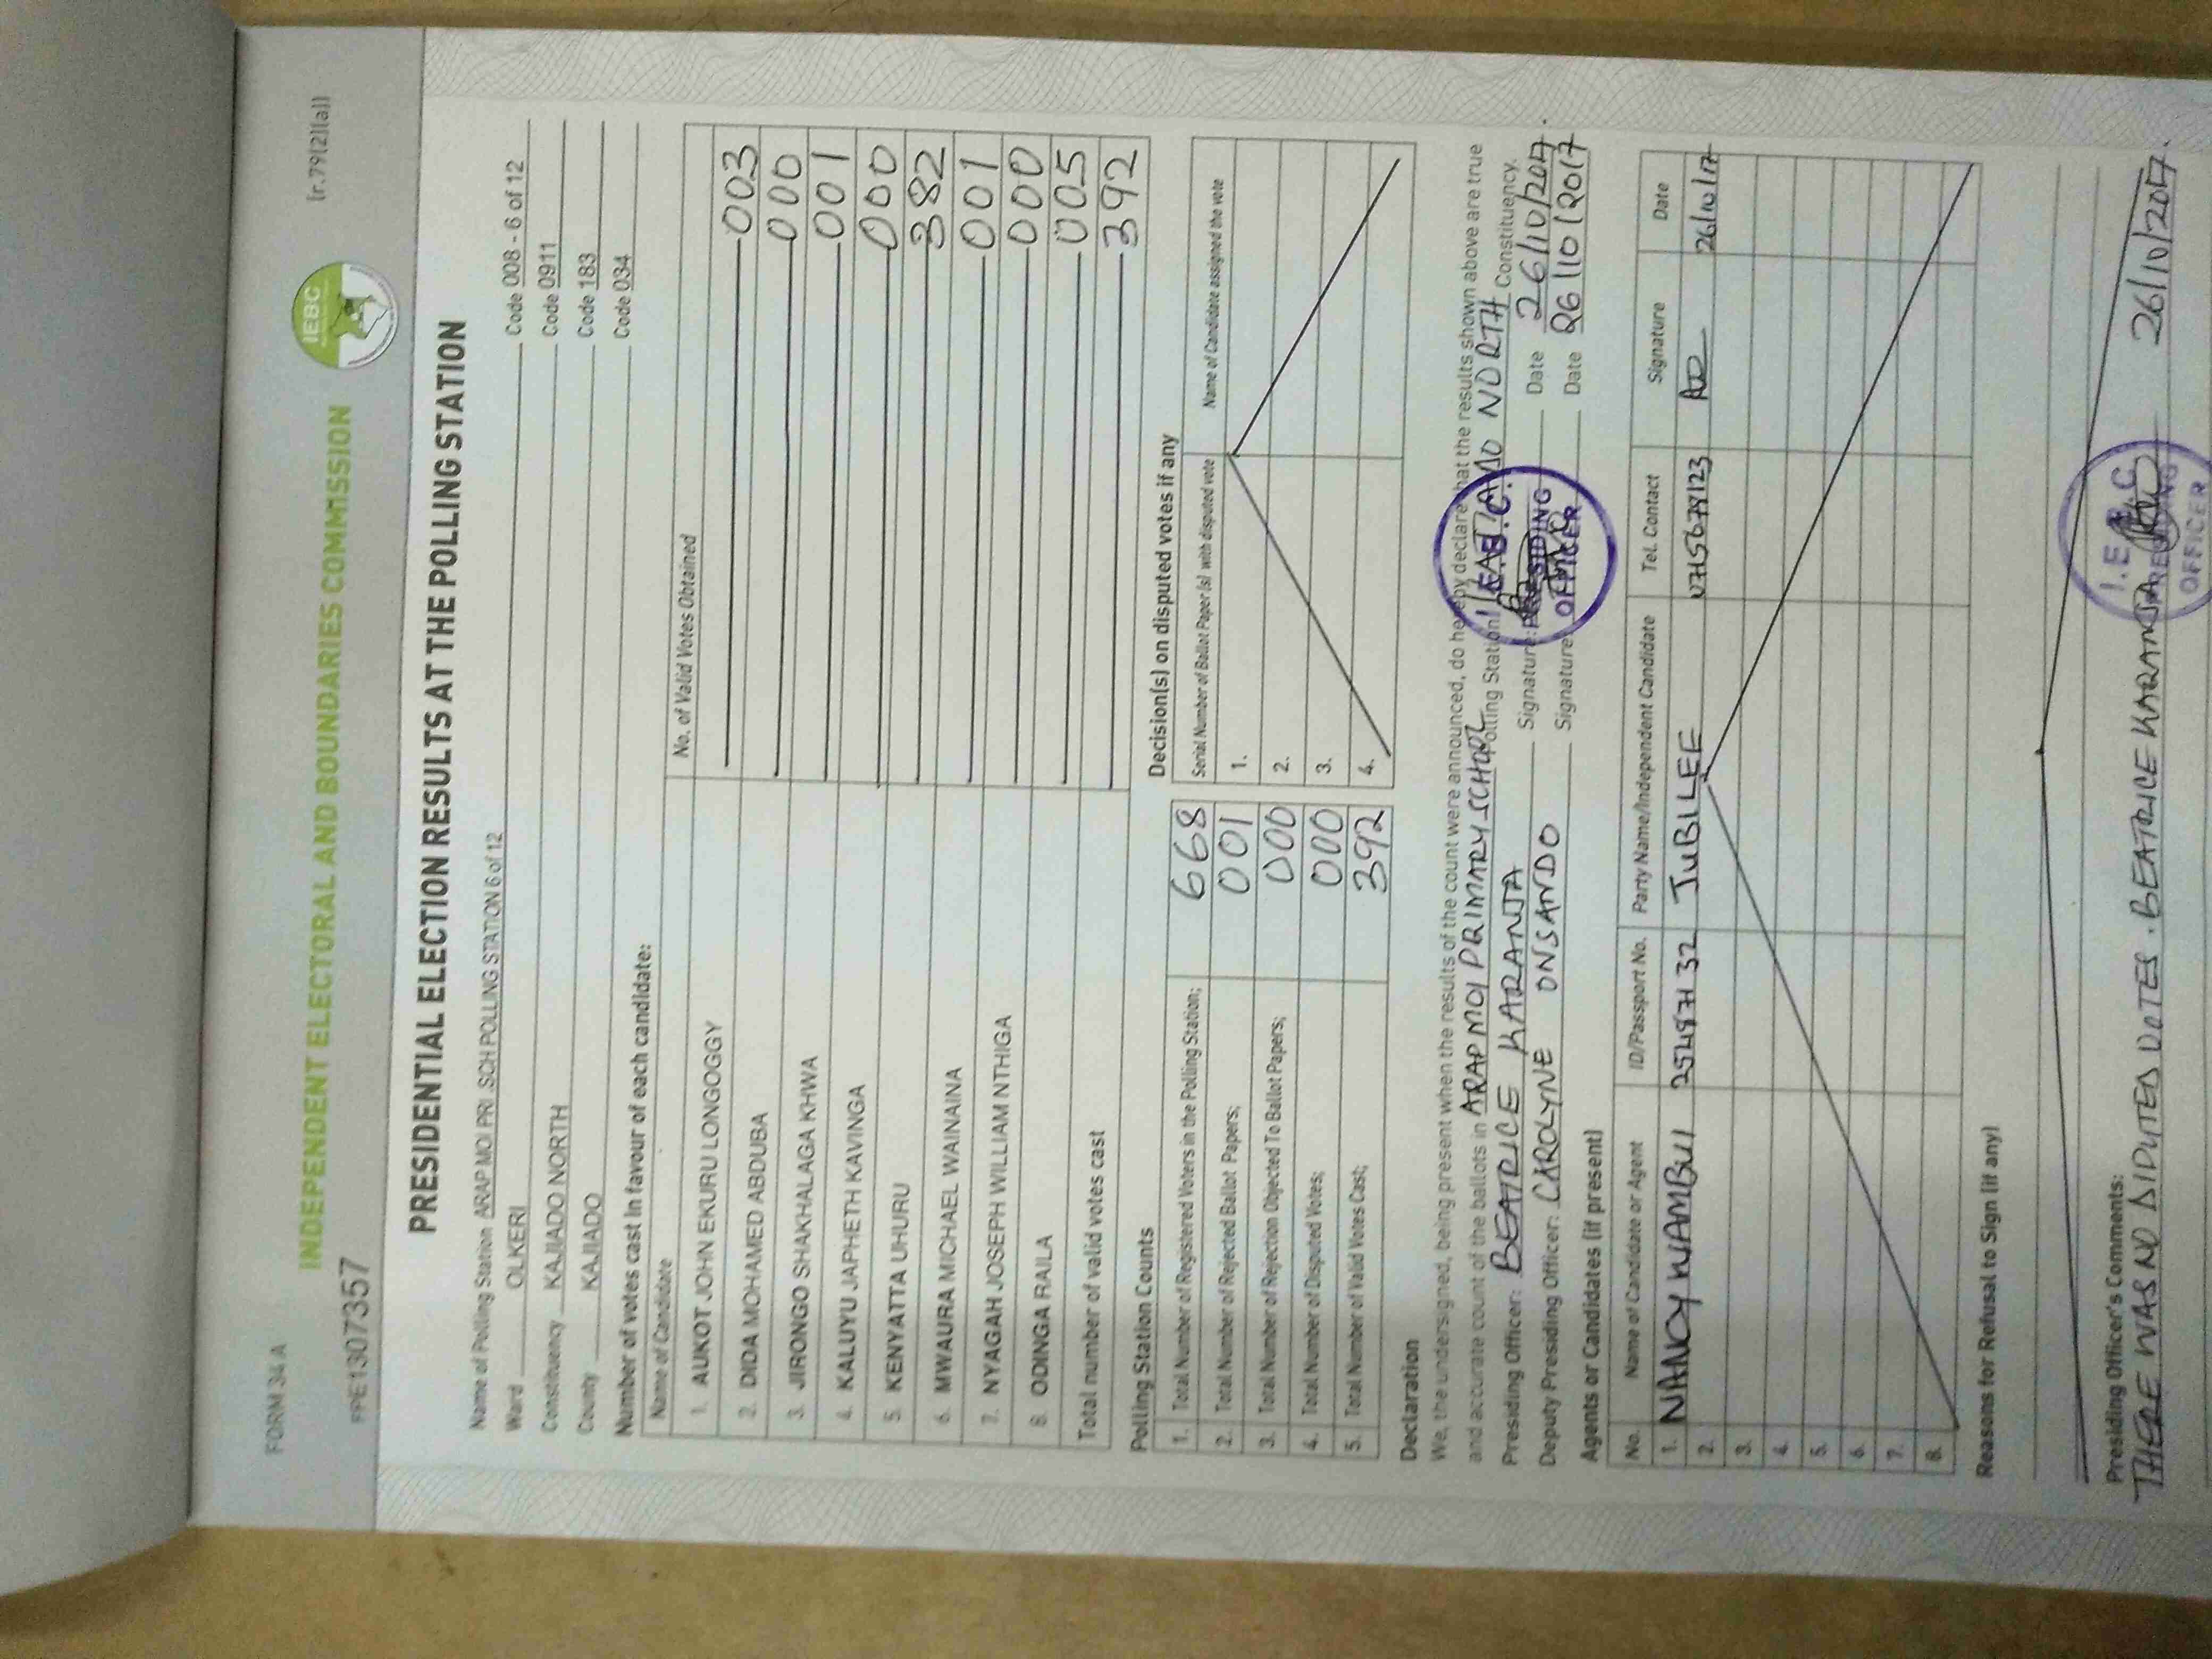 FORM 34 A
(r.79(2)(a))
INDEPENDENT ELECTORAL AND BOUNDARIES COMMISSION
IEBC
FPE1307357
PRESIDENTIAL ELECTION RESULTS AT THE POLLING STATION
Name of Polling Station ARAP MOI PRI SCH POLLING STATION 6 of 12 Code 008 - 6 of 12
Ward OLKERI Code 0911
Constituency KAJIADO NORTH Code 183
County KAJIADO Code 034
Number of votes cast in favour of each candidate:
Name of Candidate No. of Valid Votes Obtained
1. AUKOT JOHN EKURU LONGOGGY 003
2. DIDA MOHAMED ABDUBA 000
3. JIRONGO SHAKHALAGA KHWA 001
4. KALUYU JAPHETH KAVINGA 000
5. KENYATTA UHURU 382
6. MWAURA MICHAEL WAINAINA 001
7. NYAGAH JOSEPH WILLIAM NTHIGA 000
8. ODINGA RAILA 005
Total number of valid votes cast 392
Polling Station Counts
1. Total Number of Registered Voters in the Polling Station; 668
2. Total Number of Rejected Ballot Papers; 001
3. Total Number of Rejection Objected To Ballot Papers; 000
4. Total Number of Disputed Votes; 000
5. Total Number of Valid Votes Cast; 392
Decision(s) on disputed votes if any
Serial Number of Ballot Paper (s) with disputed vote Name of Candidate assigned the vote
1.
2.
3.
4.
Declaration
We, the undersigned, being present when the results of the count were announced, do hereby declare that the results shown above are true
and accurate count of the ballots in ARAP MOI PRIMARY SCHOOL Polling Station, KAJIADO NORTH Constituency.
Presiding Officer: BEATRICE KARANJA Signature: Date 26/10/2017
Deputy Presiding Officer: CAROLYNE ONSANDO Signature: Date 26/10/2017
I.E.B.C.
PRESIDING
OFFICER
Agents or Candidates (if present)
No. Name of Candidate or Agent ID/Passport No. Party Name/Independent Candidate Tel. Contact Signature Date
1. NANCY WAMBUI 25487132 JUBILEE 0715679123 26/10/17
2.
3.
4.
5.
6.
7.
8.
Reasons for Refusal to Sign (if any)
Presiding Officer's Comments:
THERE WAS NO DIPUTED VOTES. BEATRICE KARANJA 26/10/2017.
I.E.B.C
PRESIDING
OFFICER